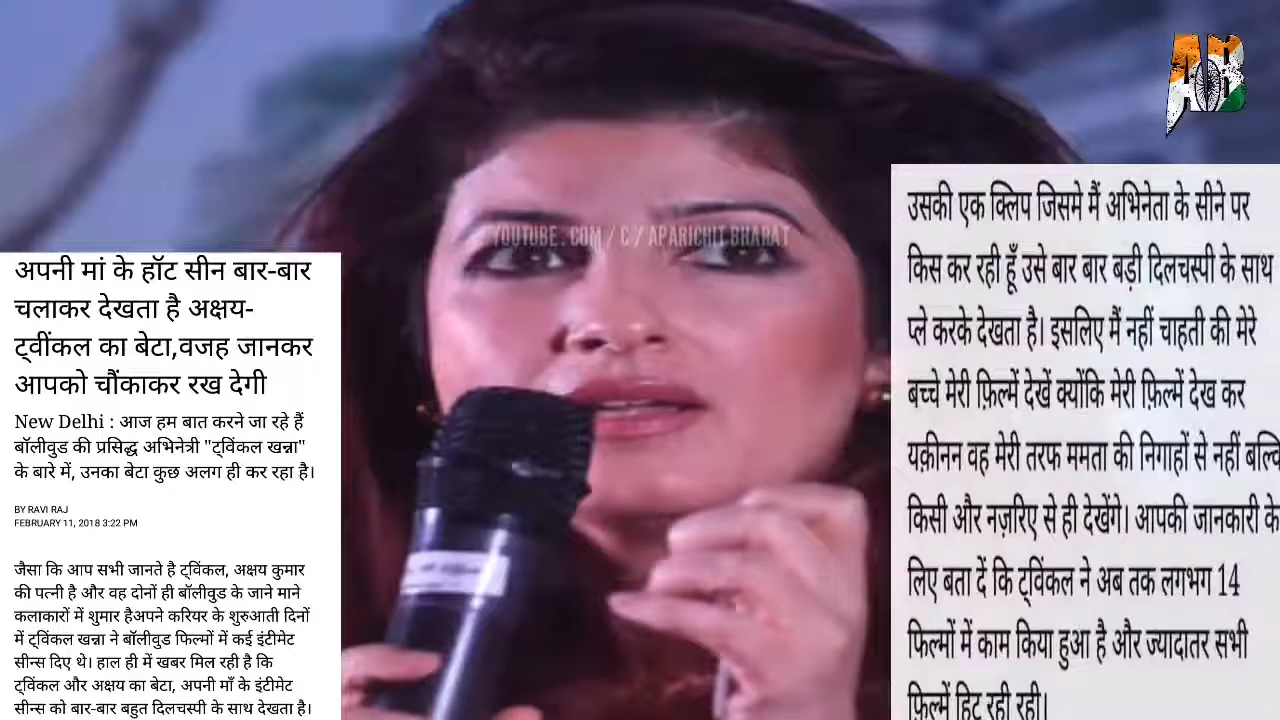 AB
YOUTUBE.COM/C/APARICHIT BHARAT
अपनी मां के हॉट सीन बार-बार
चलाकर देखता है अक्षय-
ट्वींकल का बेटा,वजह जानकर
आपको चौंकाकर रख देगी
New Delhi : आज हम बात करने जा रहे हैं
बॉलीवुड की प्रसिद्ध अभिनेत्री "ट्विंकल खन्ना"
के बारे में, उनका बेटा कुछ अलग ही कर रहा है।
BY RAVI RAJ
FEBRUARY 11, 2018 3:22 PM
जैसा कि आप सभी जानते है ट्विंकल, अक्षय कुमार
की पत्नी है और वह दोनों ही बॉलीवुड के जाने माने
कलाकारों में शुमार हैअपने करियर के शुरुआती दिनों
में ट्विंकल खन्ना ने बॉलीवुड फिल्मों में कई इंटीमेट
सीन्स दिए थे। हाल ही में खबर मिल रही है कि
ट्विंकल और अक्षय का बेटा, अपनी माँ के इंटीमेट
सीन्स को बार-बार बहुत दिलचस्पी के साथ देखता है।
उसकी एक क्लिप जिसमे मैं अभिनेता के सीने पर
किस कर रही हूँ उसे बार बार बड़ी दिलचस्पी के साथ
प्ले करके देखता है। इसलिए मैं नहीं चाहती की मेरे
बच्चे मेरी फ़िल्में देखें क्योंकि मेरी फ़िल्में देख कर
यक़ीनन वह मेरी तरफ ममता की निगाहों से नहीं
किसी और नज़रिए से ही देखेंगे। आपकी जानकारी के
लिए बता दें कि ट्विंकल ने अब तक लगभग 14
फिल्मों में काम किया हुआ है और ज्यादातर सभी
फ़िल्में हिट रही रही।